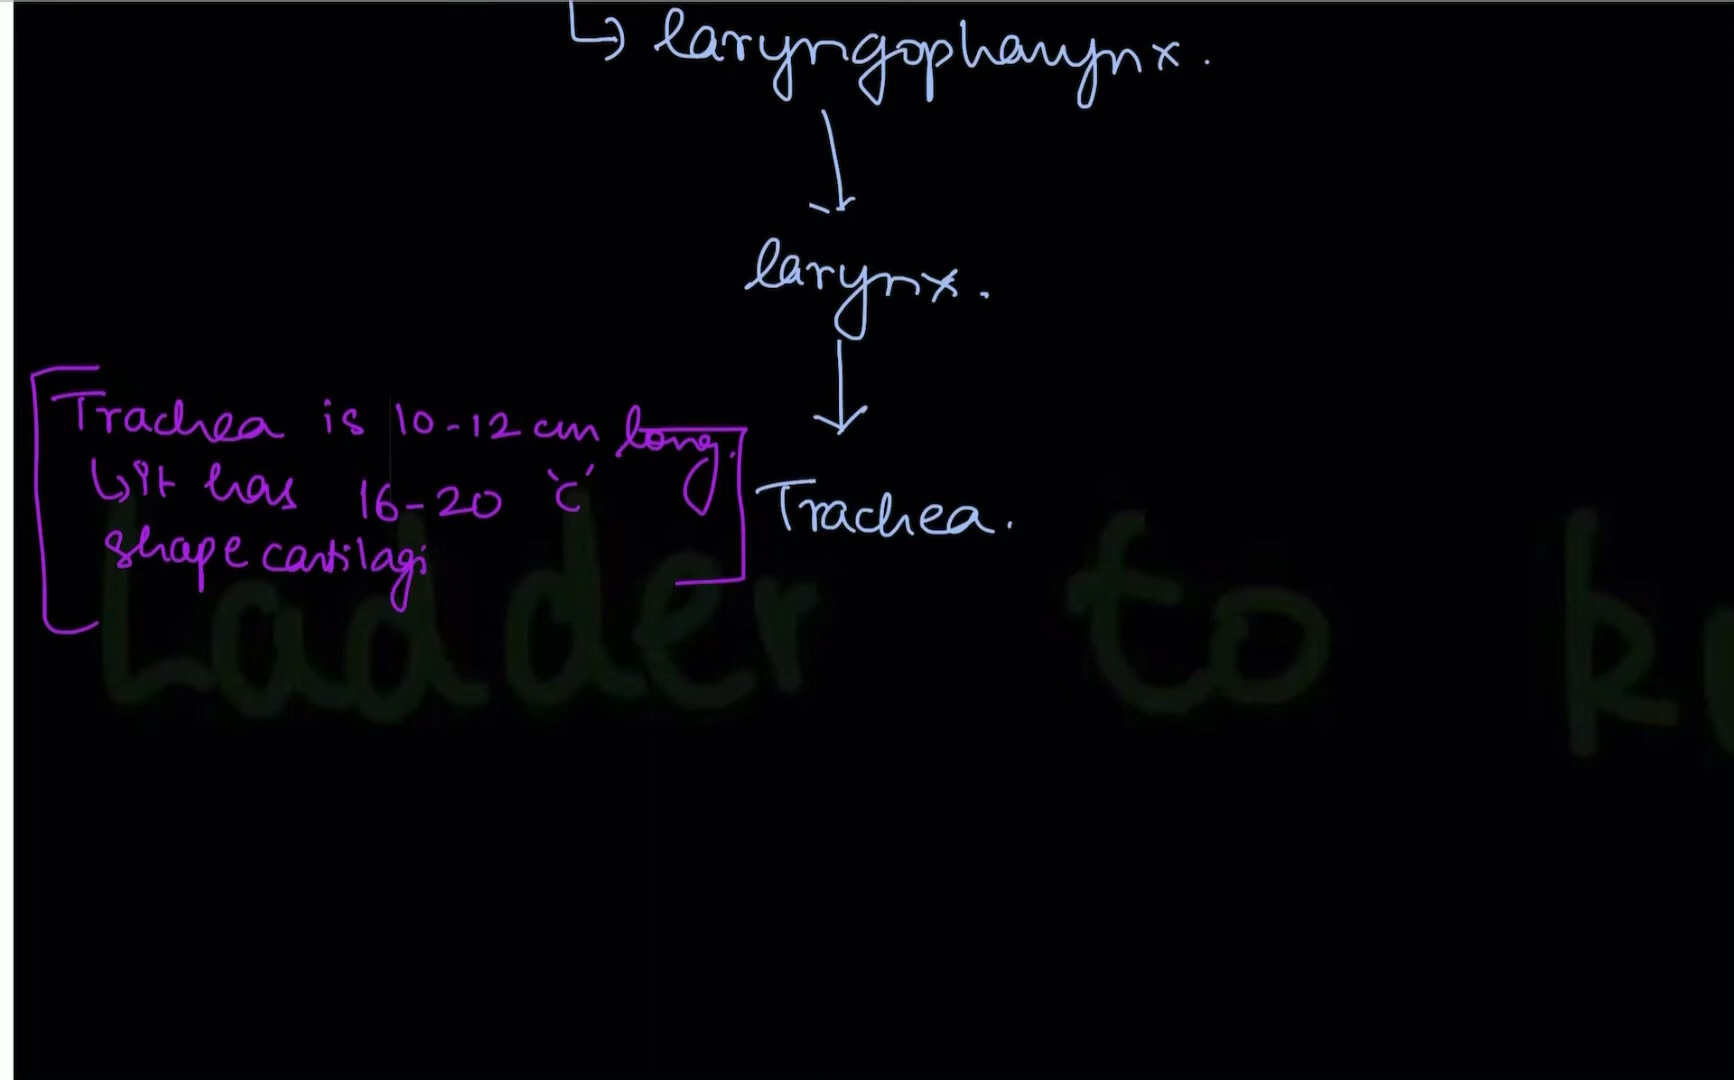 ↳ laryngopharynx.
larynx.
Trachea is 10-12 cm long.
↳ it has 16-20 'c'
shape cartilagi
Trachea.
Ladder to